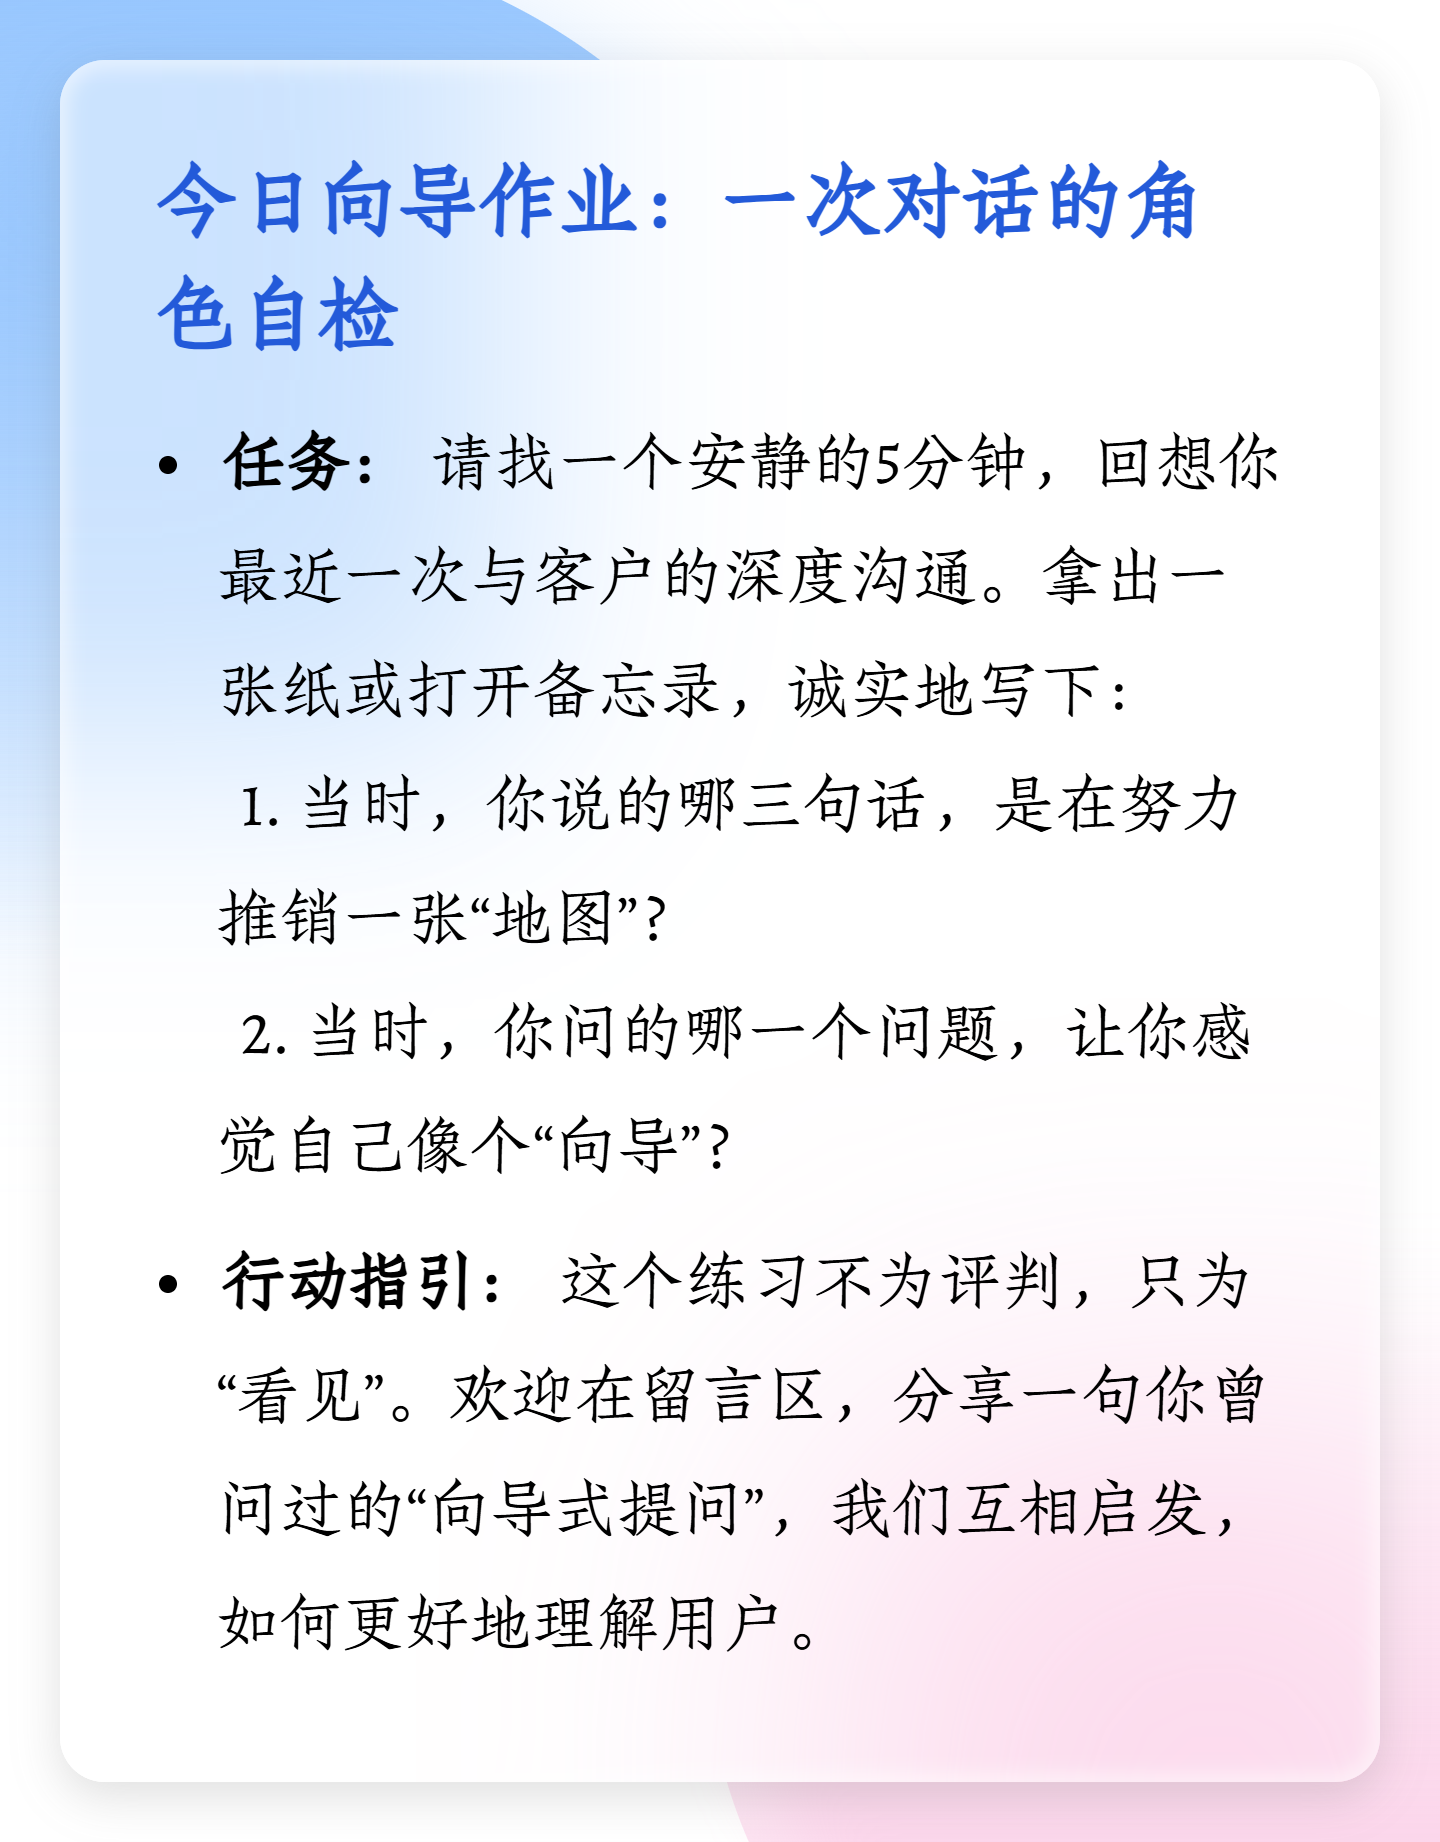 今日向导作业：一次对话的角
色自检
• 任务： 请找一个安静的5分钟，回想你
最近一次与客户的深度沟通。拿出一
张纸或打开备忘录，诚实地写下：
1. 当时，你说的哪三句话，是在努力
推销一张“地图”？
2. 当时，你问的哪一个问题，让你感
觉自己像个“向导”？
• 行动指引： 这个练习不为评判，只为
“看见”。欢迎在留言区，分享一句你曾
问过的“向导式提问”，我们互相启发，
如何更好地理解用户。